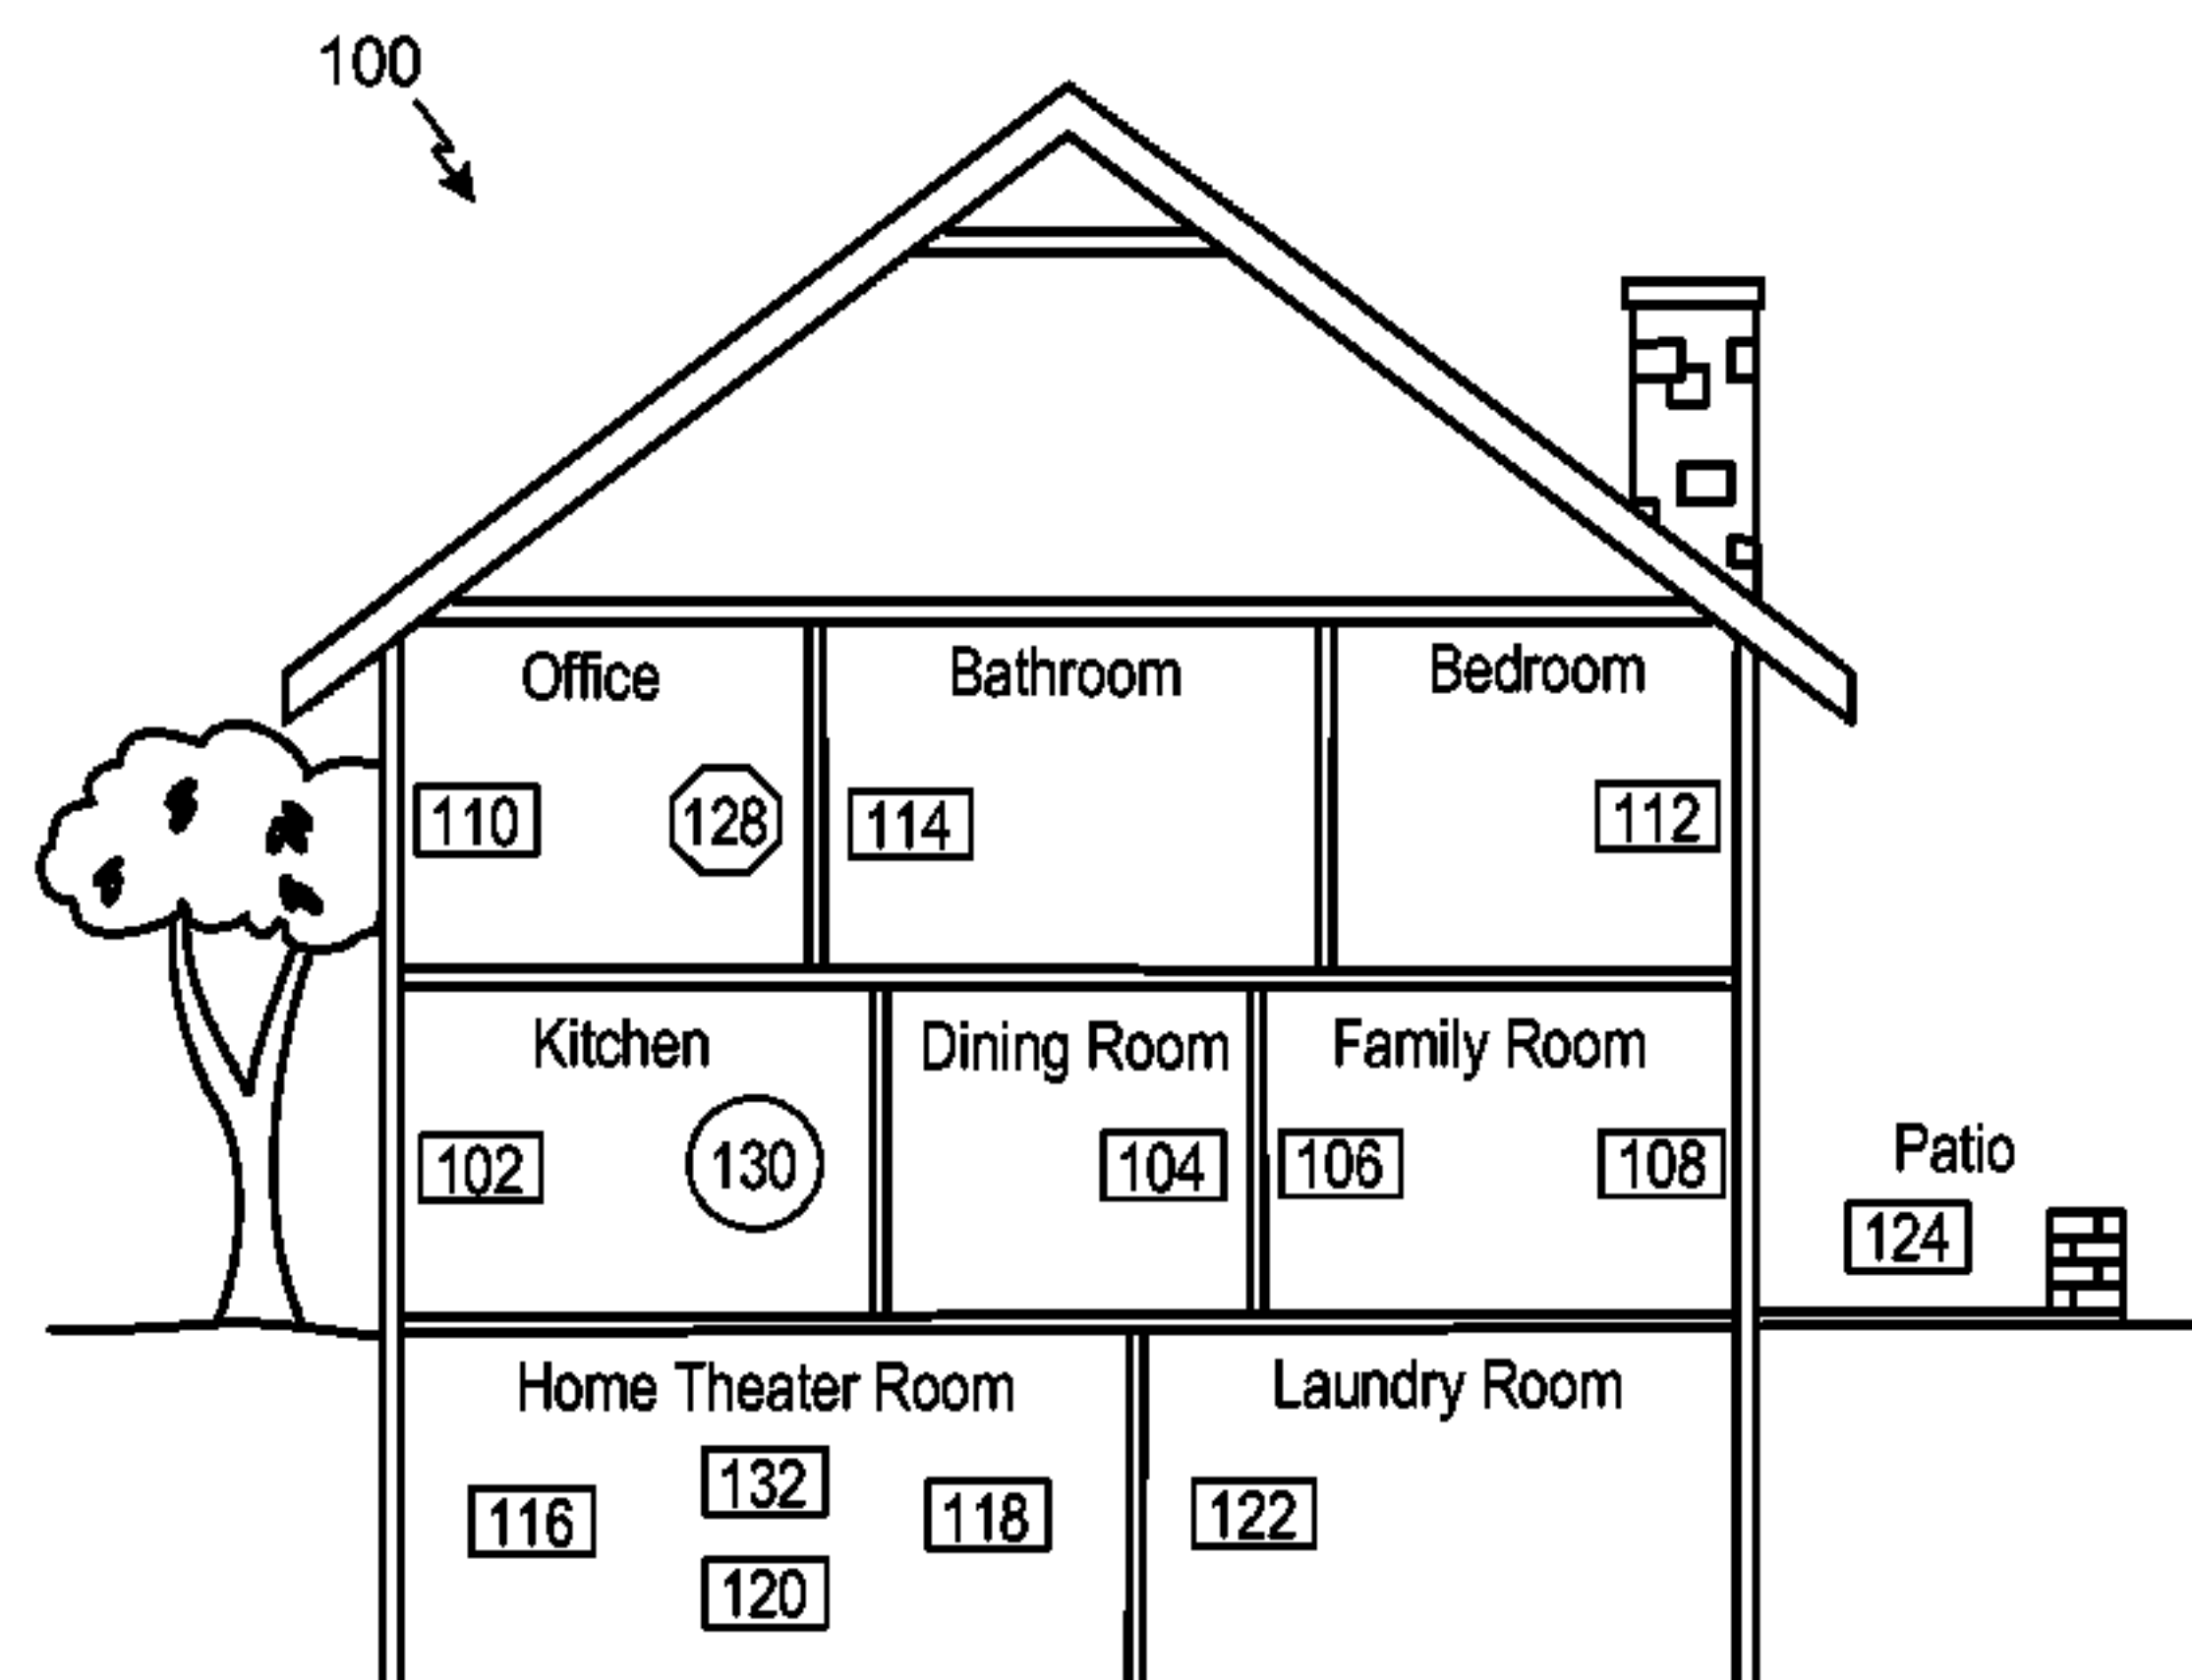 100
Office
Bathroom
Bedroom
110
128
114
112
Kitchen
Dining Room
Family Room
102
130
104
106
108
Patio
124
Home Theater Room
Laundry Room
116
132
118
120
122